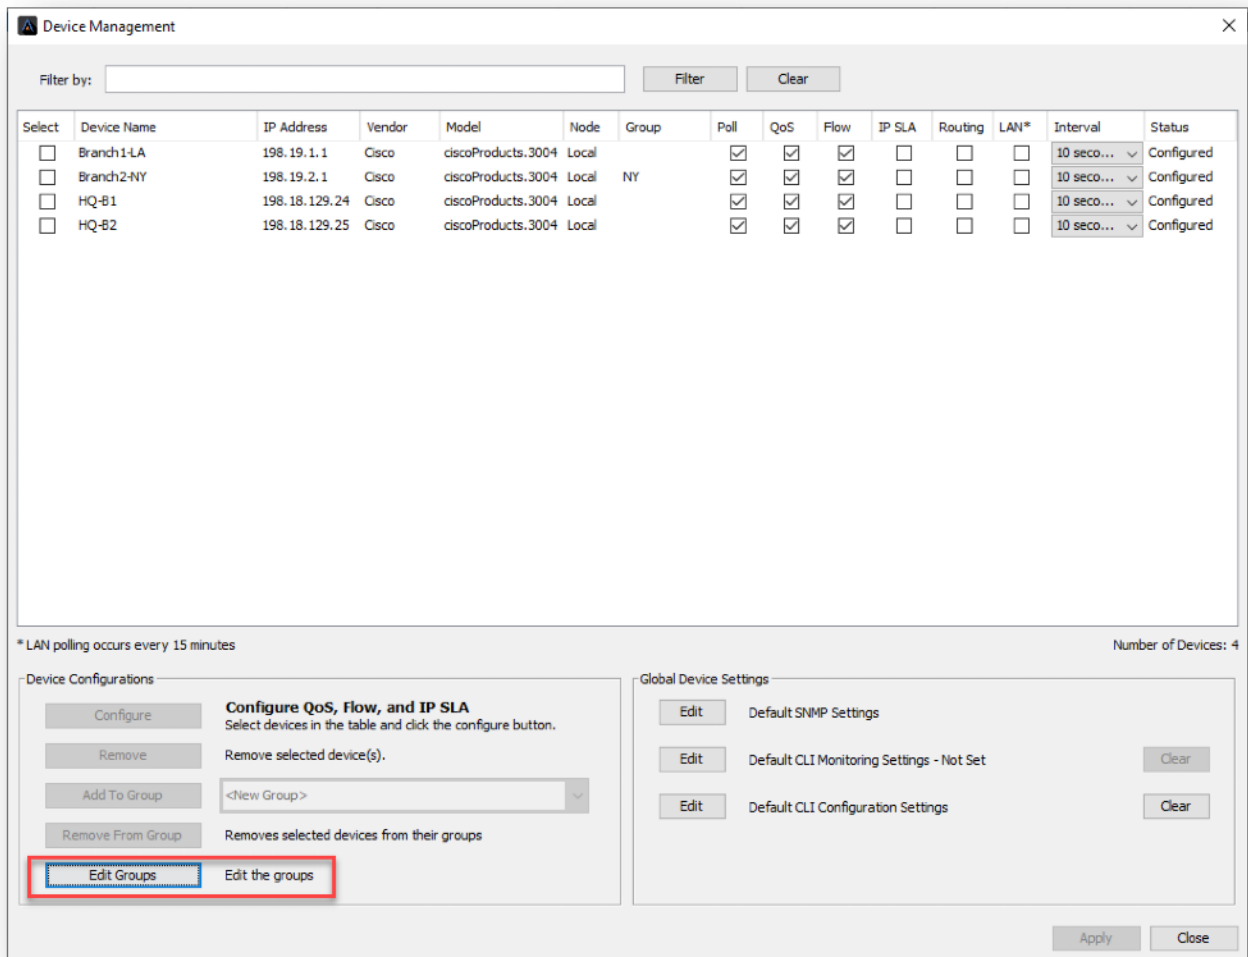 Device Management
Filter by: Filter Clear
Select Device Name IP Address Vendor Model Node Group Poll QoS Flow IP SLA Routing LAN* Interval Status
Branch1-LA 198.19.1.1 Cisco ciscoProducts.3004 Local 10 seco... Configured
Branch2-NY 198.19.2.1 Cisco ciscoProducts.3004 Local NY 10 seco... Configured
HQ-B1 198.18.129.24 Cisco ciscoProducts.3004 Local 10 seco... Configured
HQ-B2 198.18.129.25 Cisco ciscoProducts.3004 Local 10 seco... Configured
* LAN polling occurs every 15 minutes Number of Devices: 4
Device Configurations
Configure Configure QoS, Flow, and IP SLA
Select devices in the table and click the configure button.
Remove Remove selected device(s).
Add To Group <New Group>
Remove From Group Removes selected devices from their groups
Edit Groups Edit the groups
Global Device Settings
Edit Default SNMP Settings
Edit Default CLI Monitoring Settings - Not Set Clear
Edit Default CLI Configuration Settings Clear
Apply Close